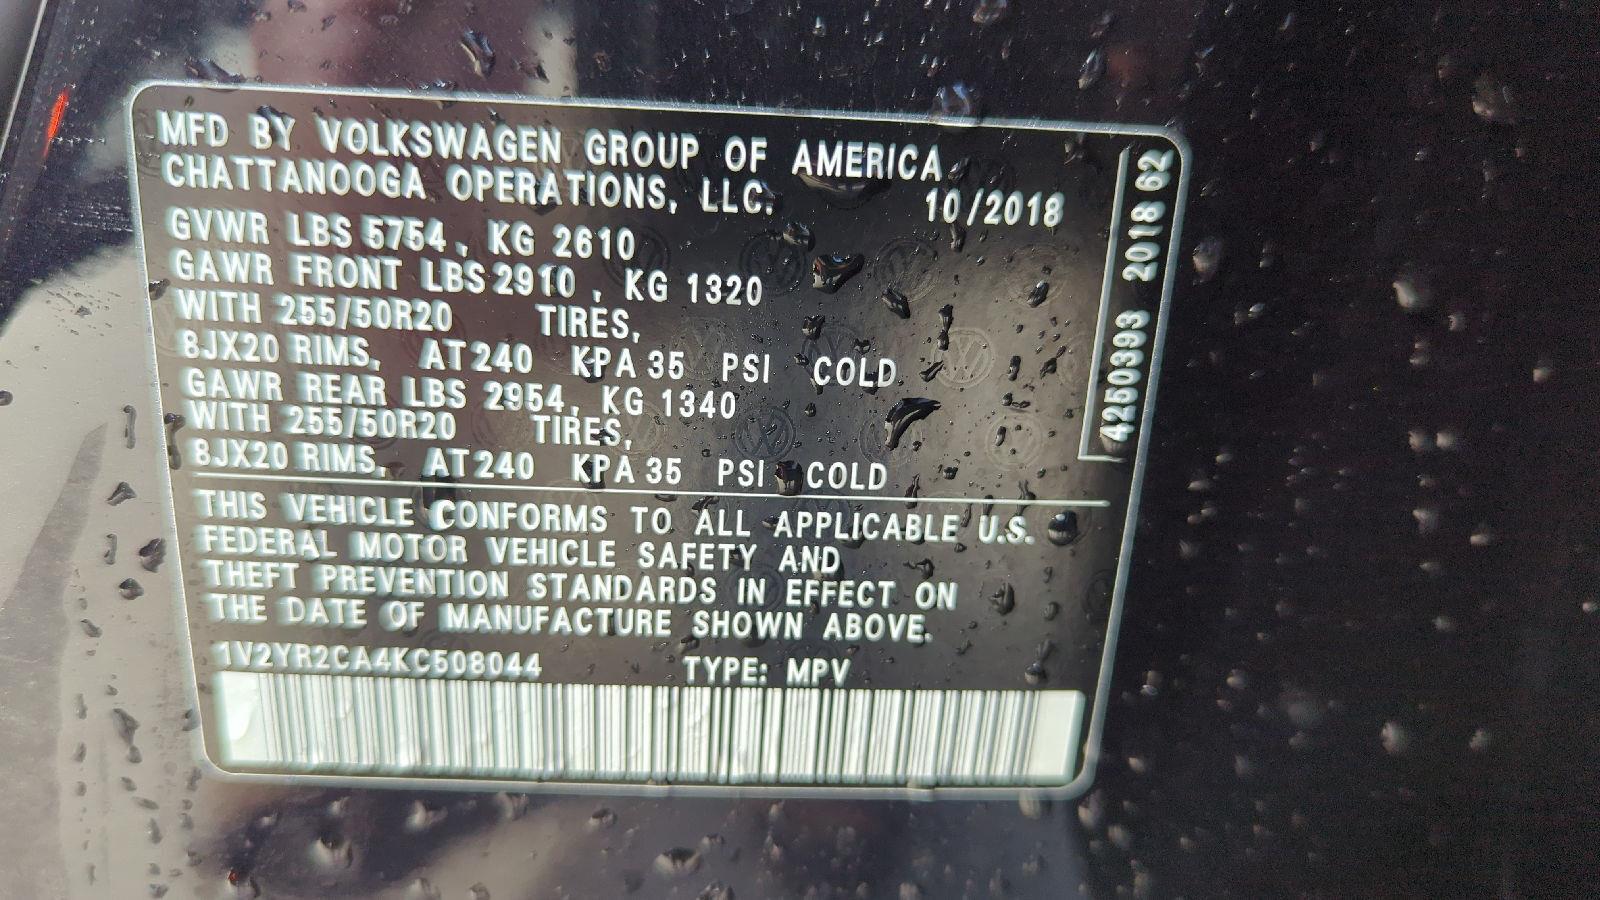 MFD BY VOLKSWAGEN GROUP OF AMERICA
CHATTANOOGA OPERATIONS, LLC. 10/2018
GVWR LBS 5754, KG 2610
GAWR FRONT LBS 2910, KG 1320
WITH 255/50R20 TIRES,
8JX20 RIMS, AT 240 KPA 35 PSI COLD
GAWR REAR LBS 2954, KG 1340
WITH 255/50R20 TIRES,
8JX20 RIMS, AT 240 KPA 35 PSI COLD
THIS VEHICLE CONFORMS TO ALL APPLICABLE U.S.
FEDERAL MOTOR VEHICLE SAFETY AND
THEFT PREVENTION STANDARDS IN EFFECT ON
THE DATE OF MANUFACTURE SHOWN ABOVE.
1V2YR2CA4KC508044 TYPE: MPV
4250393 2018 62